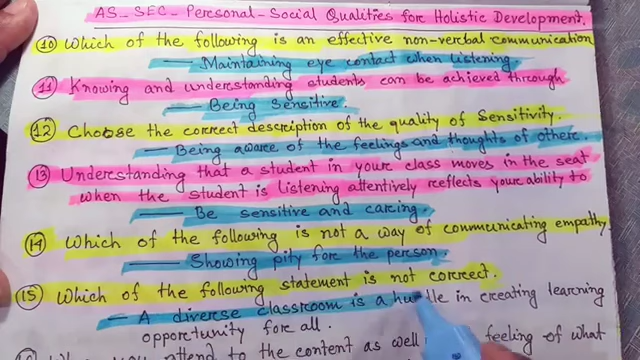 AS_SEC_ Personal-Social Qualities for Holistic Development.
10 Which of the following is an effective non-verbal communication
— Maintaining eye contact when listening
11 Knowing and understanding students can be achieved through
— Being Sensitive.
12 Choose the correct description of the quality of Sensitivity.
— Being aware of the feelings and thoughts of others.
13 Understanding that a student in your class moves in the seat
when the student is listening attentively reflects your ability to
— Be sensitive and caring.
14 Which of the following is not a way of communicating empathy.
— Showing pity for the person.
15 Which of the following statement is not correct.
— A diverse classroom is a hurdle in creating learning
opportunity for all.
you attend to the content as well feeling of what